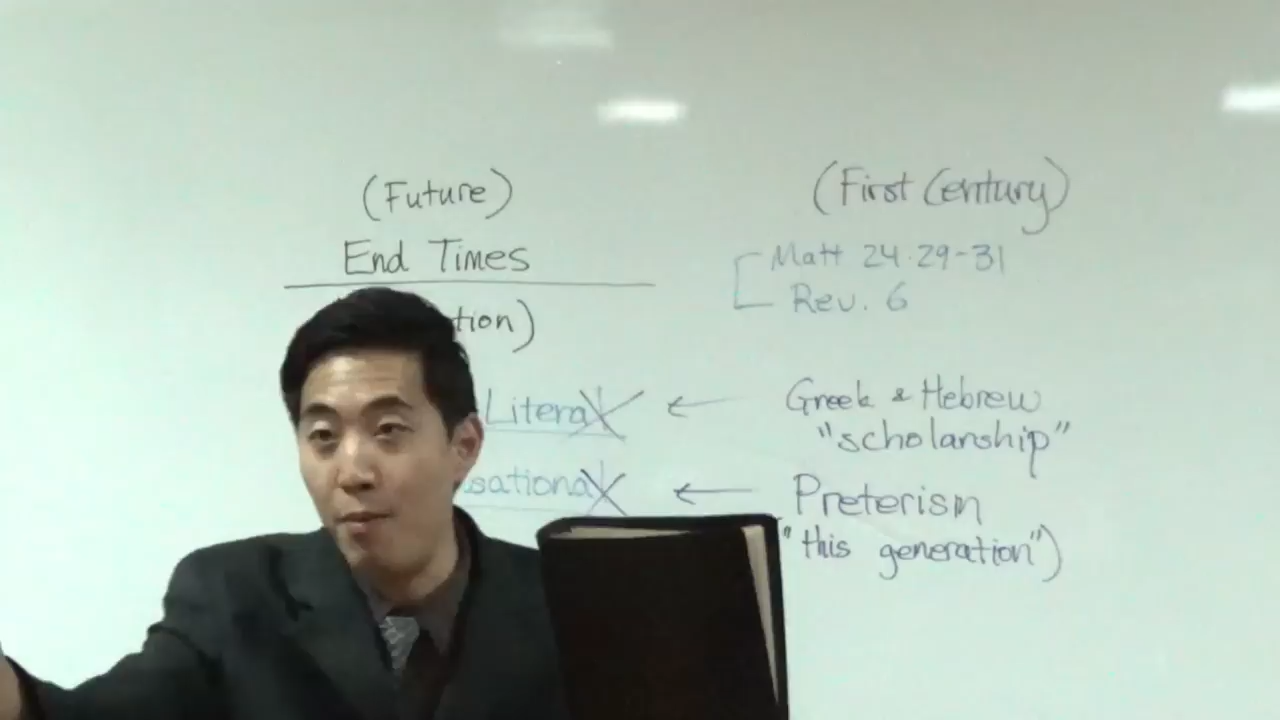 (Future)
End Times
tion)
Litera
sationa
(First Century)
Matt 24.29-31
Rev. 6
Greek & Hebrew
"scholarship"
Preterism
"this generation")